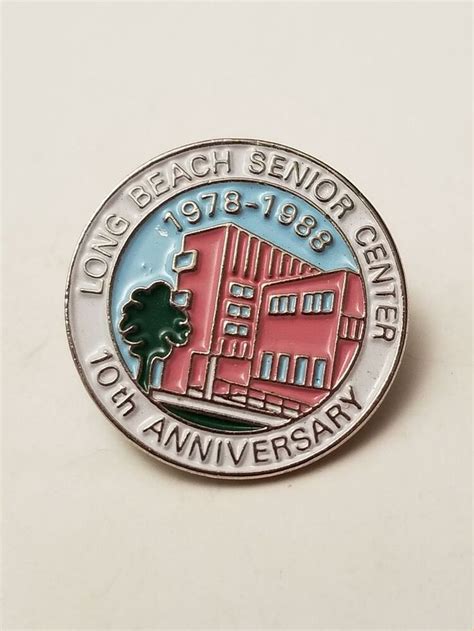 LONG BEACH SENIOR CENTER
1978-1988
10th ANNIVERSARY